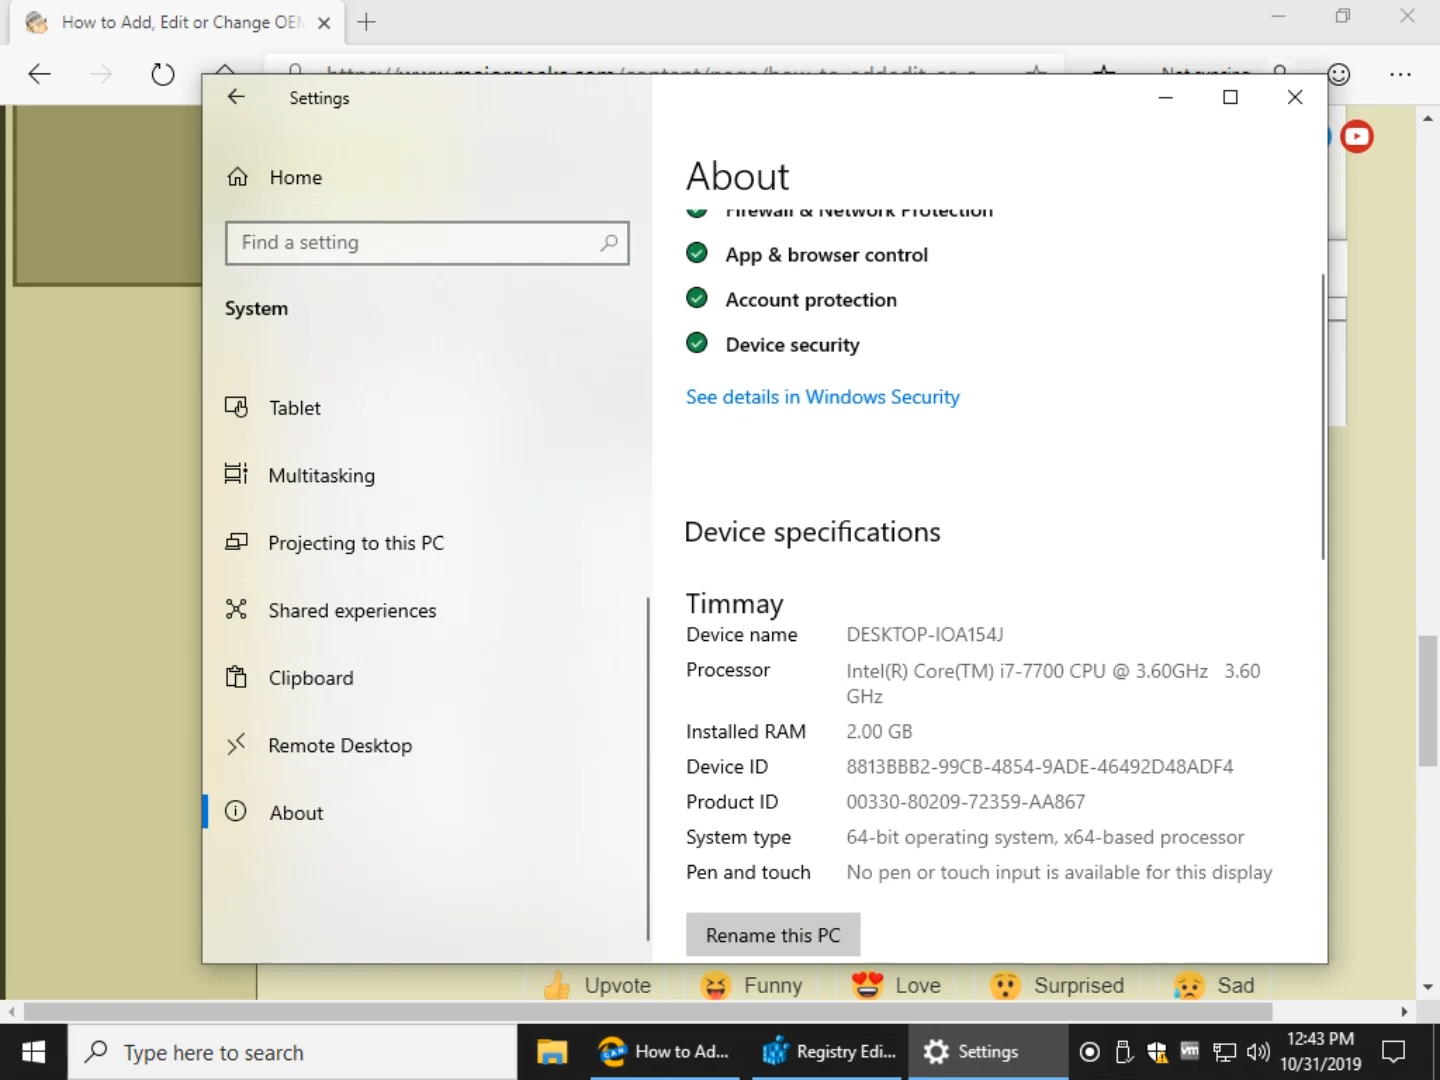 How to Add, Edit or Change OEM
Settings
Home
Find a setting
System
Tablet
Multitasking
Projecting to this PC
Shared experiences
Clipboard
Remote Desktop
About
About
Firewall & Network Protection
App & browser control
Account protection
Device security
See details in Windows Security
Device specifications
Timmay
Device name DESKTOP-IOA154J
Processor Intel(R) Core(TM) i7-7700 CPU @ 3.60GHz 3.60
GHz
Installed RAM 2.00 GB
Device ID 8813BBB2-99CB-4854-9ADE-46492D48ADF4
Product ID 00330-80209-72359-AA867
System type 64-bit operating system, x64-based processor
Pen and touch No pen or touch input is available for this display
Rename this PC
Upvote Funny Love Surprised Sad
Type here to search
How to Ad...
Registry Edi...
Settings
vm
12:43 PM
10/31/2019